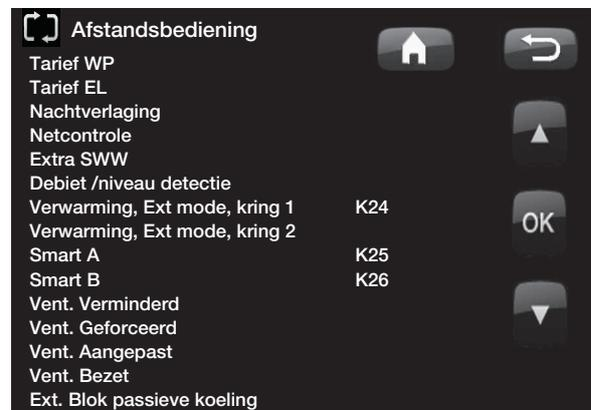 Afstandsbediening
Tarief WP
Tarief EL
Nachtverlaging
Netcontrole
Extra SWW
Debiet /niveau detectie
Verwarming, Ext mode, kring 1 K24
Verwarming, Ext mode, kring 2
OK
Smart A K25
Smart B K26
Vent. Verminderd
Vent. Geforceerd
Vent. Aangepast
Vent. Bezet
Ext. Blok passieve koeling